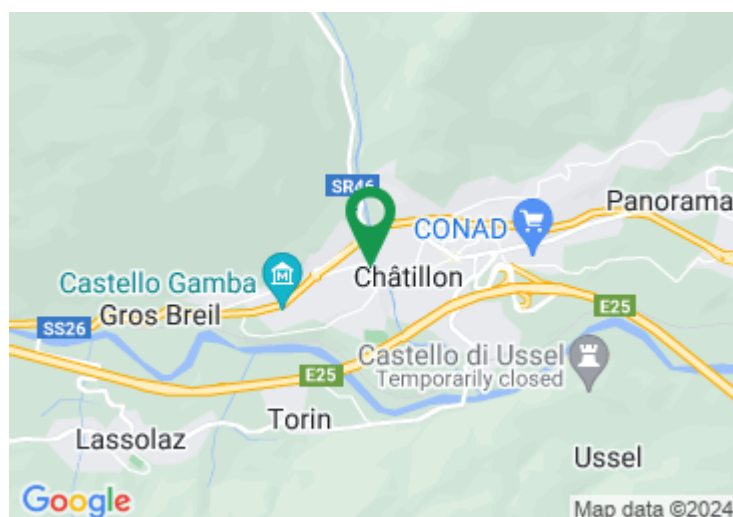 SR46
Panorama
CONAD
Castello Gamba
Châtillon
Gros Breil
SS26
E25
Castello di Ussel
Temporarily closed
E25
Torin
Lassolaz
Ussel
Google
Map data ©2024